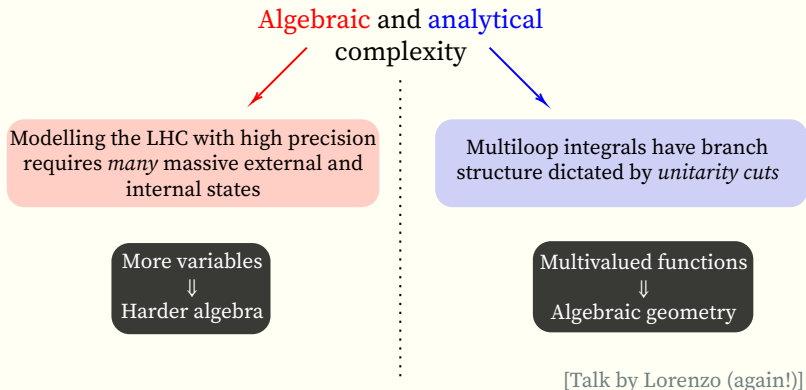 Algebraic and analytical
complexity
Modelling the LHC with high precision
requires many massive external and
internal states
Multiloop integrals have branch
structure dictated by unitarity cuts
More variables
⇓
Harder algebra
Multivalued functions
⇓
Algebraic geometry
[Talk by Lorenzo (again!)]